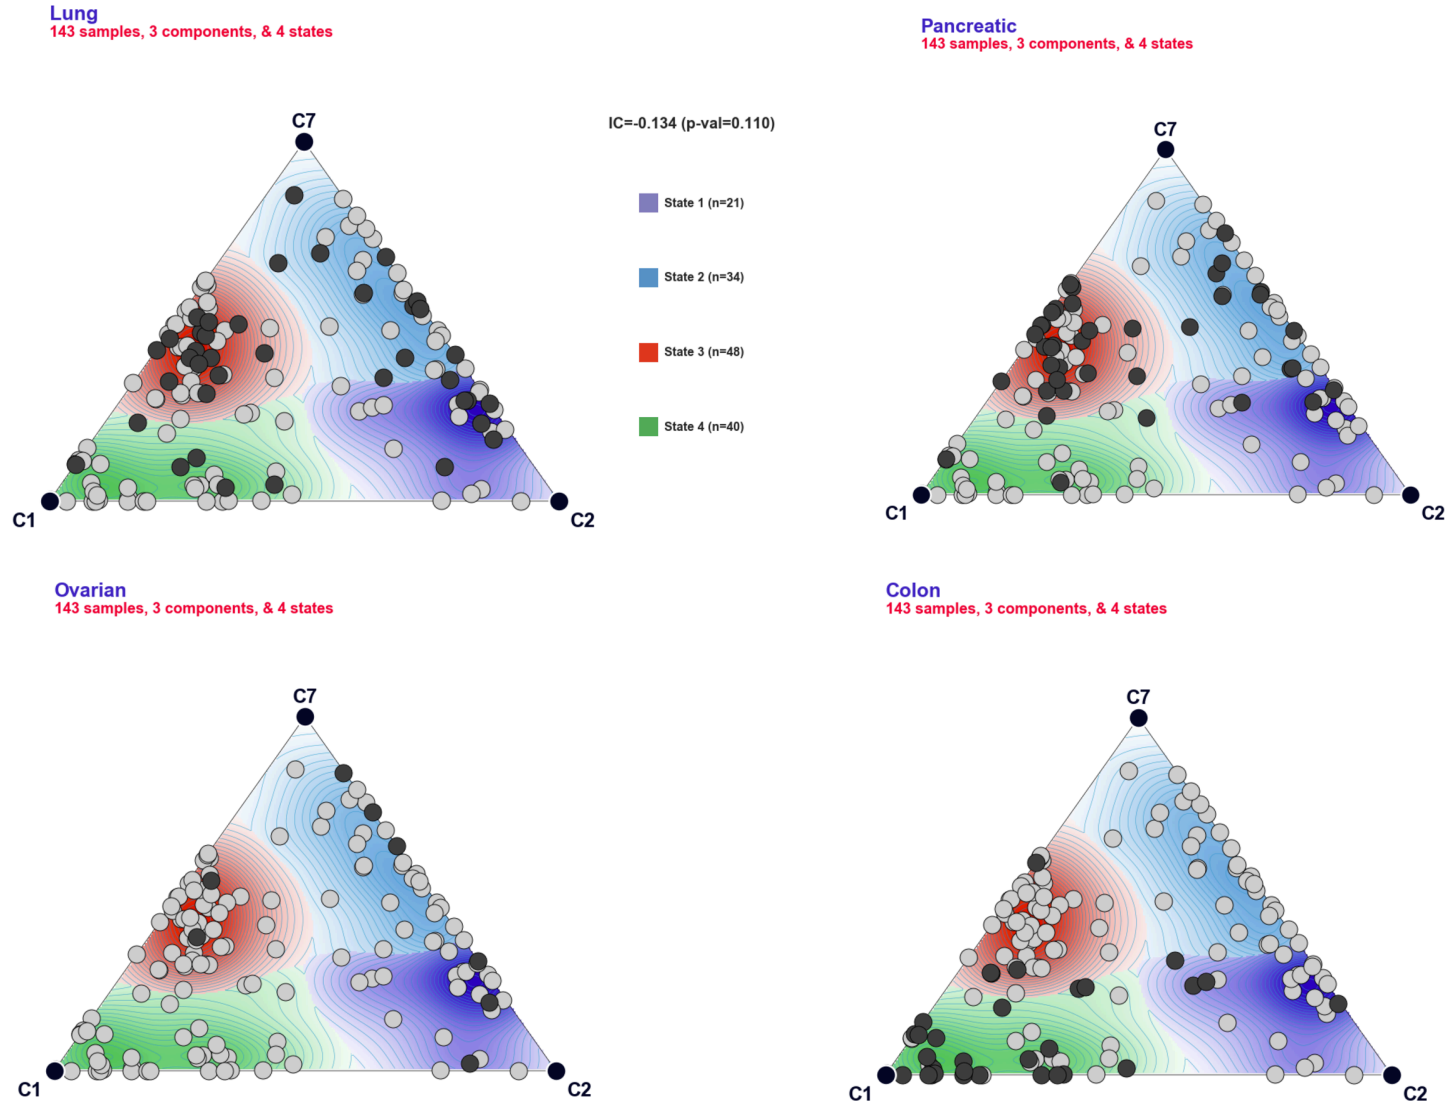 Lung
143 samples, 3 components, & 4 states
C7
C1
C2
IC=-0.134 (p-val=0.110)
State 1 (n=21)
State 2 (n=34)
State 3 (n=48)
State 4 (n=40)
Pancreatic
143 samples, 3 components, & 4 states
C7
C1
C2
Ovarian
143 samples, 3 components, & 4 states
C7
C1
C2
Colon
143 samples, 3 components, & 4 states
C7
C1
C2